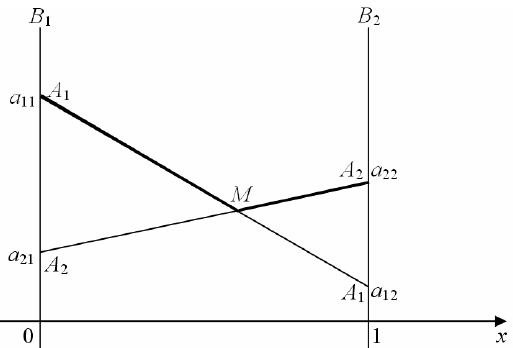 B₁ B₂
a₁₁ A₁
A₂ a₂₂
M
a₂₁ A₂
A₁ a₁₂
0 1 x